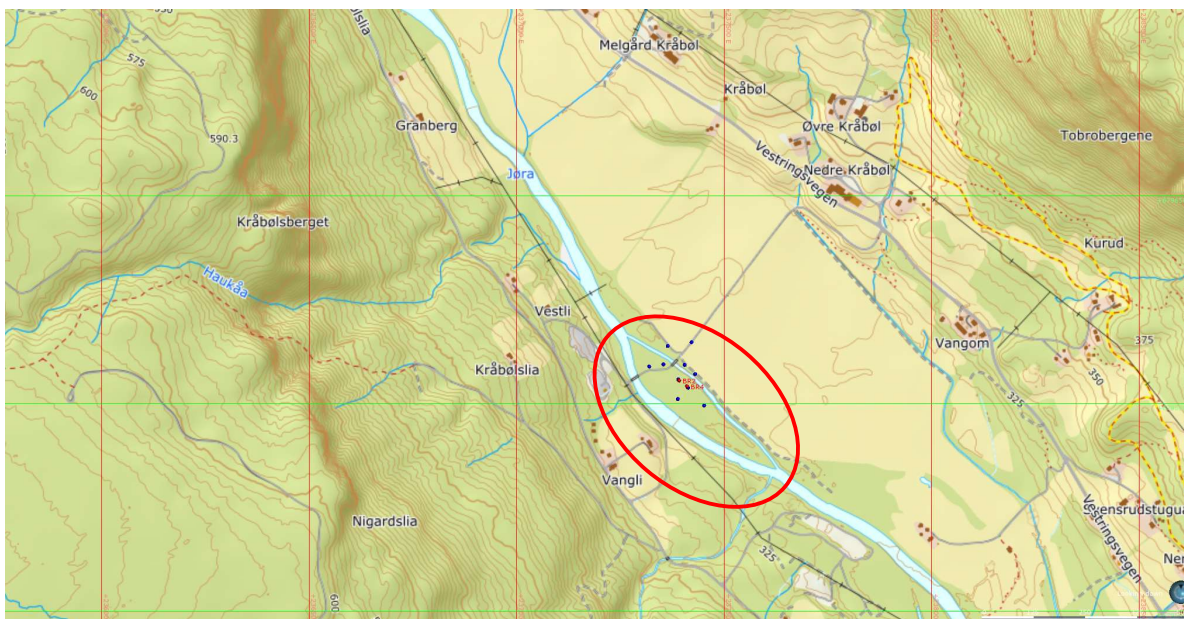 575
600
590.3
Granberg
Melgård Kråbøl
Kråbøl
Øvre Kråbøl
Tobrobergene
Vestringsvegen
Nedre Kråbøl
Jøra
Kråbølsberget
Kurud
Haukåa
Vestli
Vangom
375
Kråbølslia
350
325
Vangli
Nigardslia
325
Vestringsvegen
600